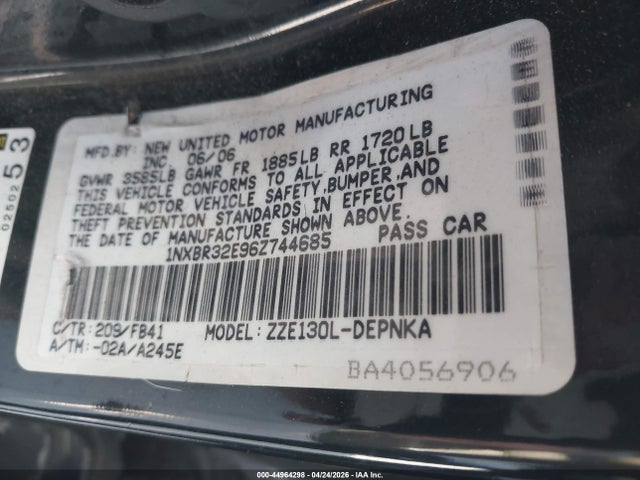 MFD.BY: NEW UNITED MOTOR MANUFACTURING
INC. 06/06
GVWR 3585LB GAWR FR 1885LB RR 1720LB
THIS VEHICLE CONFORMS TO ALL APPLICABLE
FEDERAL MOTOR VEHICLE SAFETY,BUMPER,AND
THEFT PREVENTION STANDARDS IN EFFECT ON
THE DATE OF MANUFACTURE SHOWN ABOVE.
1NXBR32E96Z744685 PASS CAR
C/TR: 209/FB41 MODEL: ZZE130L-DEPNKA
A/TM: -02A/A245E
BA4056906
02502
53
000-44964298 - 04/24/2026 - IAA Inc.